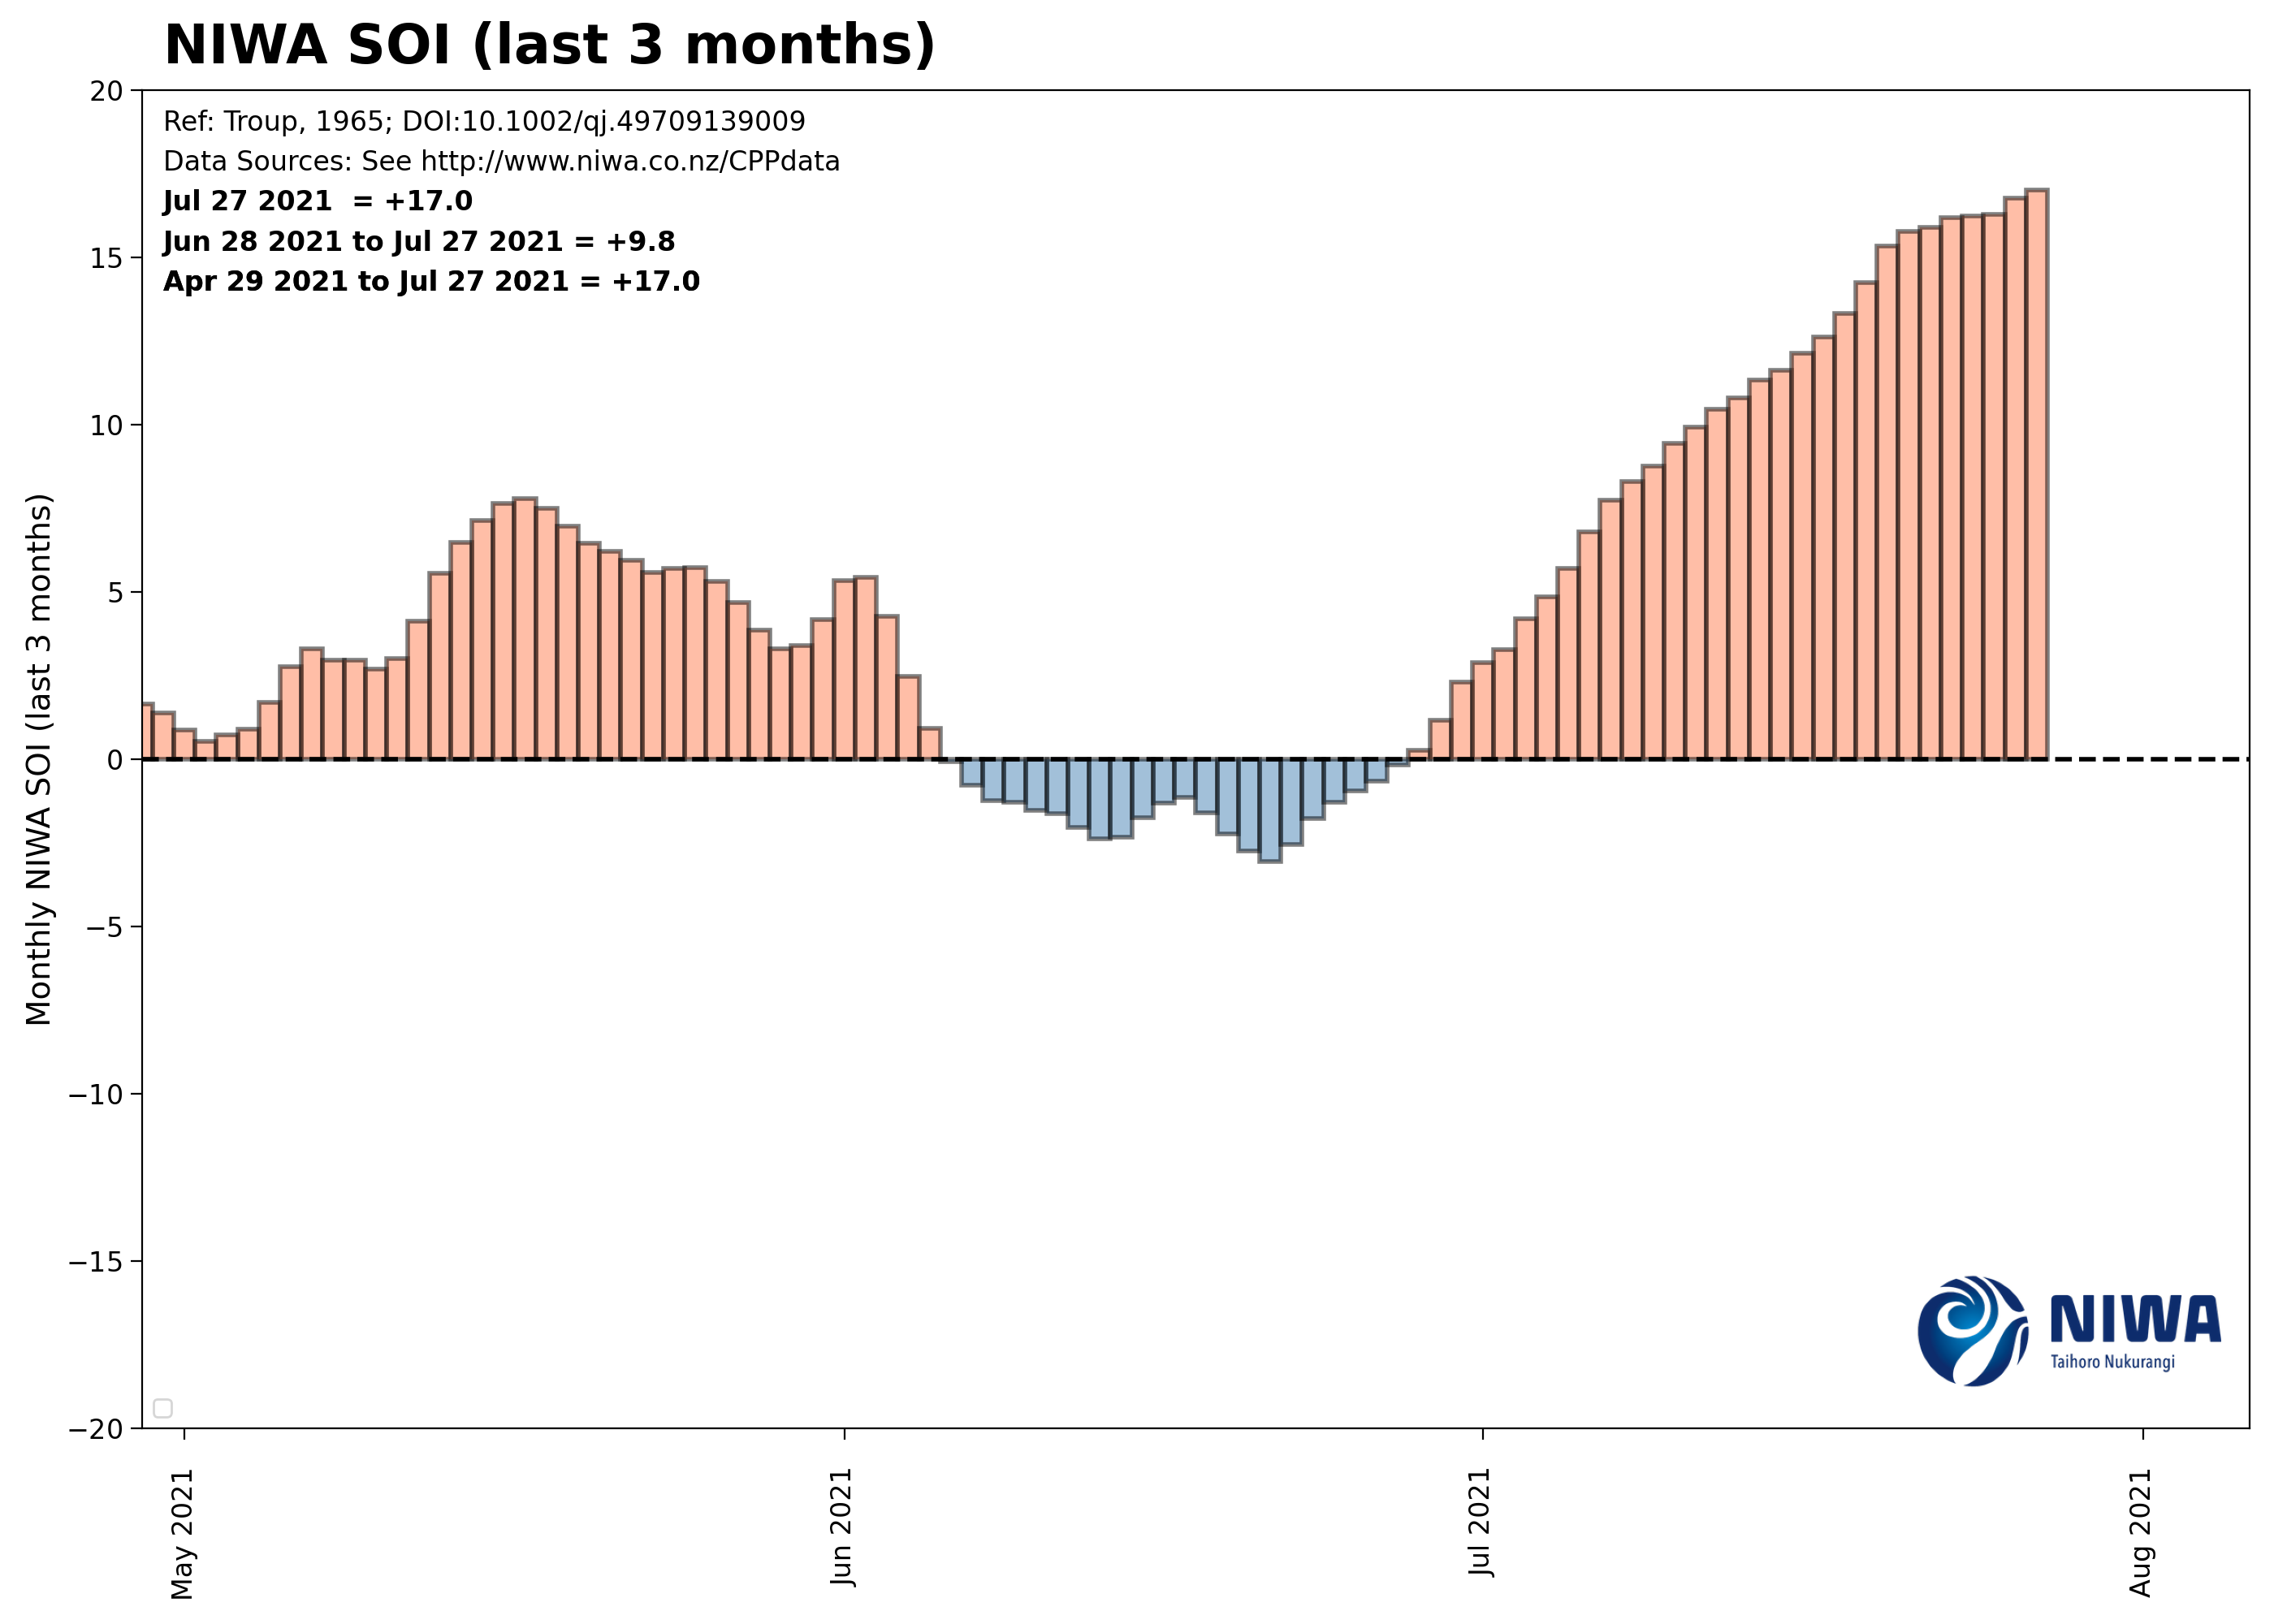 NIWA SOI (last 3 months)
Ref: Troup, 1965; DOI:10.1002/qj.49709139009
Data Sources: See http://www.niwa.co.nz/CPPdata
Jul 27 2021  = +17.0
Jun 28 2021 to Jul 27 2021 = +9.8
Apr 29 2021 to Jul 27 2021 = +17.0
Monthly NIWA SOI (last 3 months)
20
15
10
5
0
−5
−10
−15
−20
NIWA
Taihoro Nukurangi
May 2021
Jun 2021
Jul 2021
Aug 2021